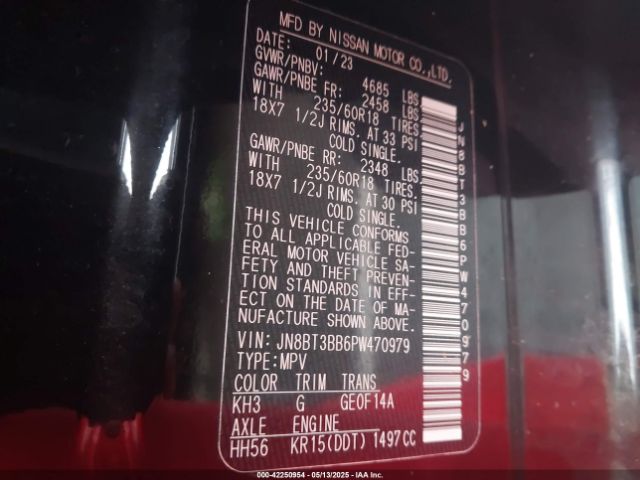 MFD BY NISSAN MOTOR CO.,LTD.
DATE: 01/23
GVWR/PNBV: 4685 LBS
GAWR/PNBE FR: 2458 LBS
WITH 235/60R18 TIRES,
18X7 1/2J RIMS, AT 33 PSI
COLD SINGLE.
GAWR/PNBE RR: 2348 LBS
WITH 235/60R18 TIRES,
18X7 1/2J RIMS, AT 30 PSI
COLD SINGLE.
THIS VEHICLE CONFORMS
TO ALL APPLICABLE FED-
ERAL MOTOR VEHICLE SA-
FETY AND THEFT PREVEN-
TION STANDARDS IN EFF-
ECT ON THE DATE OF MA-
NUFACTURE SHOWN ABOVE.
VIN: JN8BT3BB6PW470979
TYPE: MPV
COLOR TRIM TRANS
KH3 G GE0F14A
AXLE ENGINE
HH56 KR15(DDT) 1497CC
JN8BT3BB6PW470979
00-42250954 - 05/13/2025 - IAA Inc.